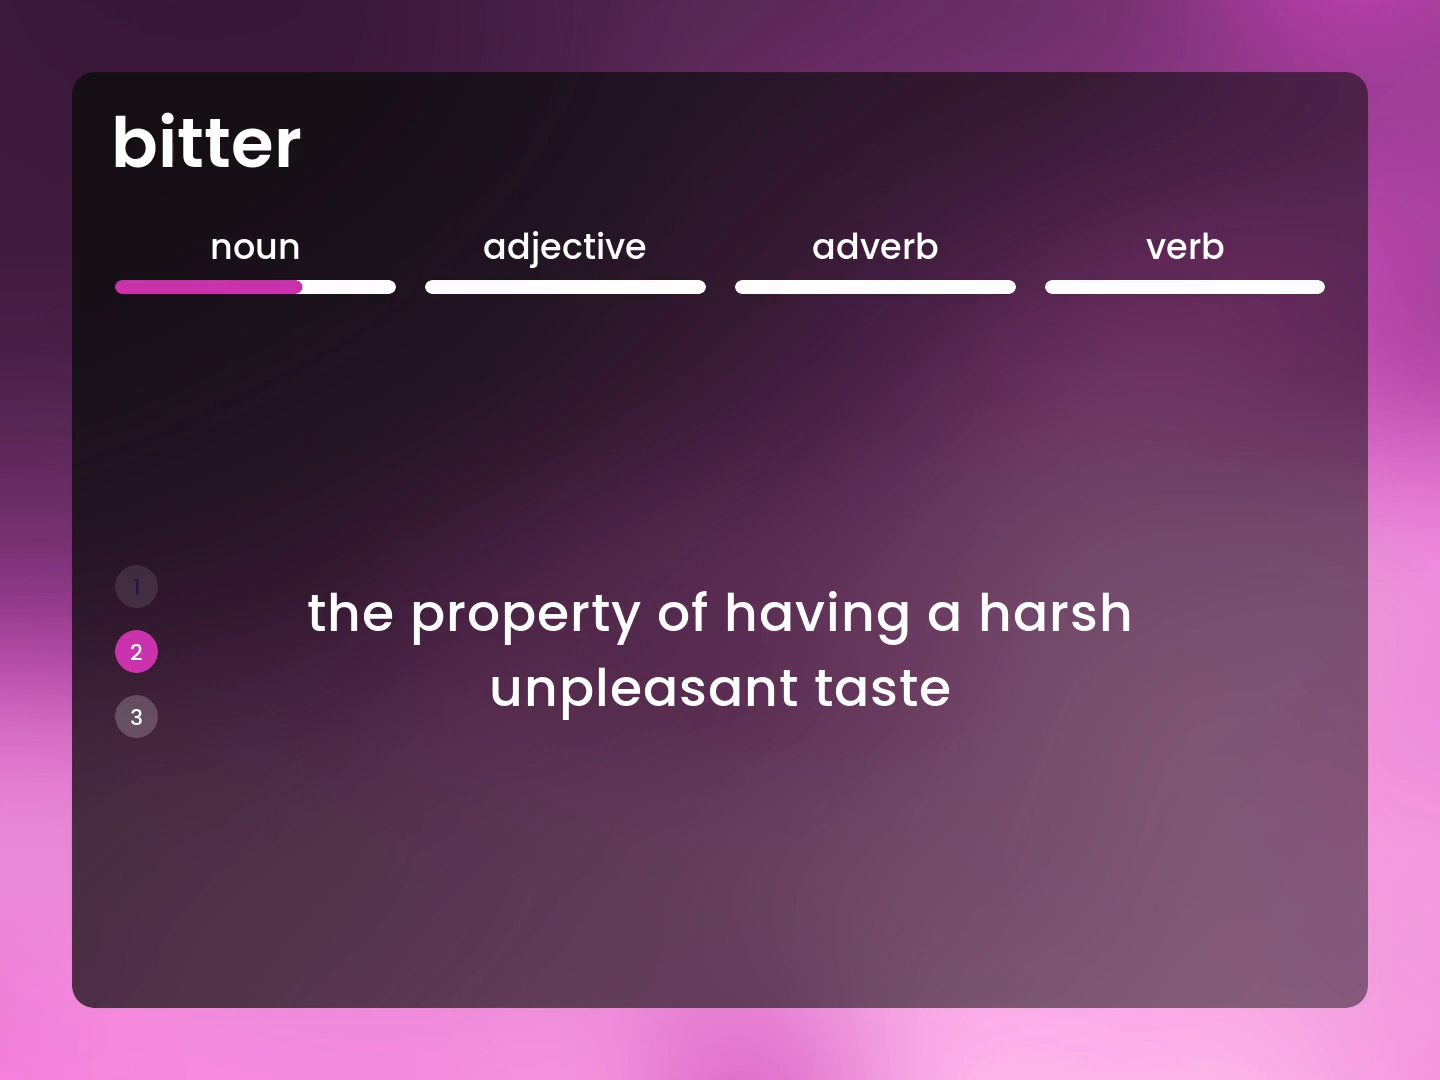 bitter
noun
adjective
adverb
verb
1
2
3
the property of having a harsh
unpleasant taste